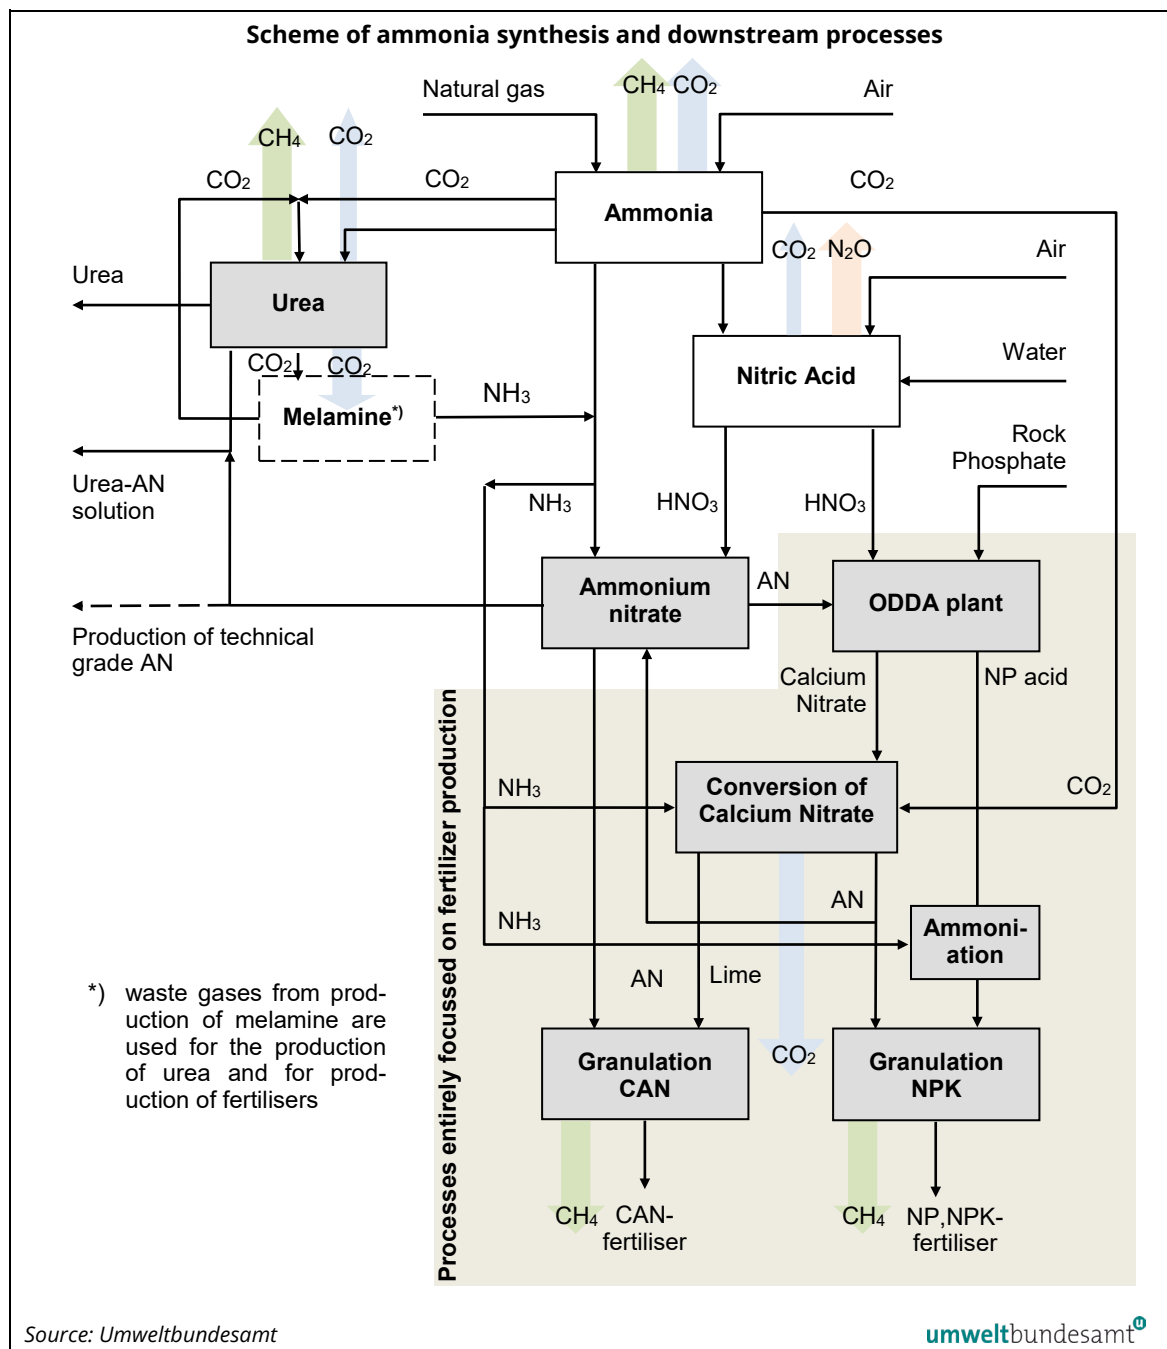 Scheme of ammonia synthesis and downstream processes
Natural gas
CH4
CO2
Air
CH4
CO2
CO2
CO2
CO2
Ammonia
CO2
N2O
Air
Urea
Urea
CO2
CO2
Water
Nitric Acid
NH3
Melamine*)
Rock
Phosphate
Urea-AN
solution
NH3
HNO3
HNO3
Ammonium
nitrate
AN
ODDA plant
Production of technical
grade AN
Calcium
Nitrate
NP acid
Processes entirely focussed on fertilizer production
NH3
Conversion of
Calcium Nitrate
CO2
AN
NH3
Ammoni-
ation
AN
Lime
*) waste gases from prod-
uction of melamine are
used for the production
of urea and for prod-
uction of fertilisers
Granulation
CAN
CO2
Granulation
NPK
CH4
CAN-
fertiliser
CH4
NP,NPK-
fertiliser
Source: Umweltbundesamt
umweltbundesamt u